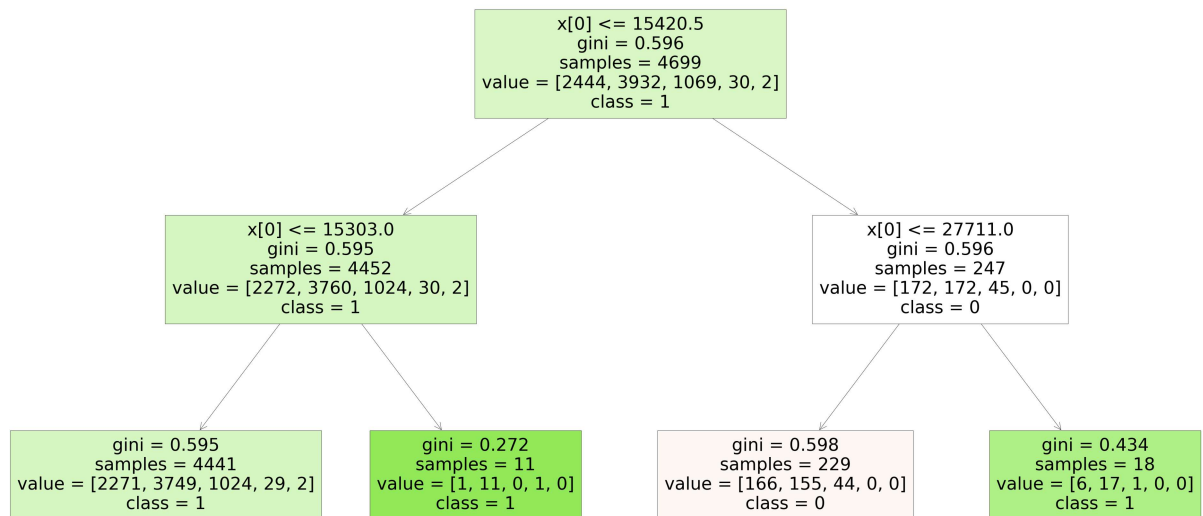 x[0] <= 15420.5
gini = 0.596
samples = 4699
value = [2444, 3932, 1069, 30, 2]
class = 1
x[0] <= 15303.0
gini = 0.595
samples = 4452
value = [2272, 3760, 1024, 30, 2]
class = 1
x[0] <= 27711.0
gini = 0.596
samples = 247
value = [172, 172, 45, 0, 0]
class = 0
gini = 0.595
samples = 4441
value = [2271, 3749, 1024, 29, 2]
class = 1
gini = 0.272
samples = 11
value = [1, 11, 0, 1, 0]
class = 1
gini = 0.598
samples = 229
value = [166, 155, 44, 0, 0]
class = 0
gini = 0.434
samples = 18
value = [6, 17, 1, 0, 0]
class = 1